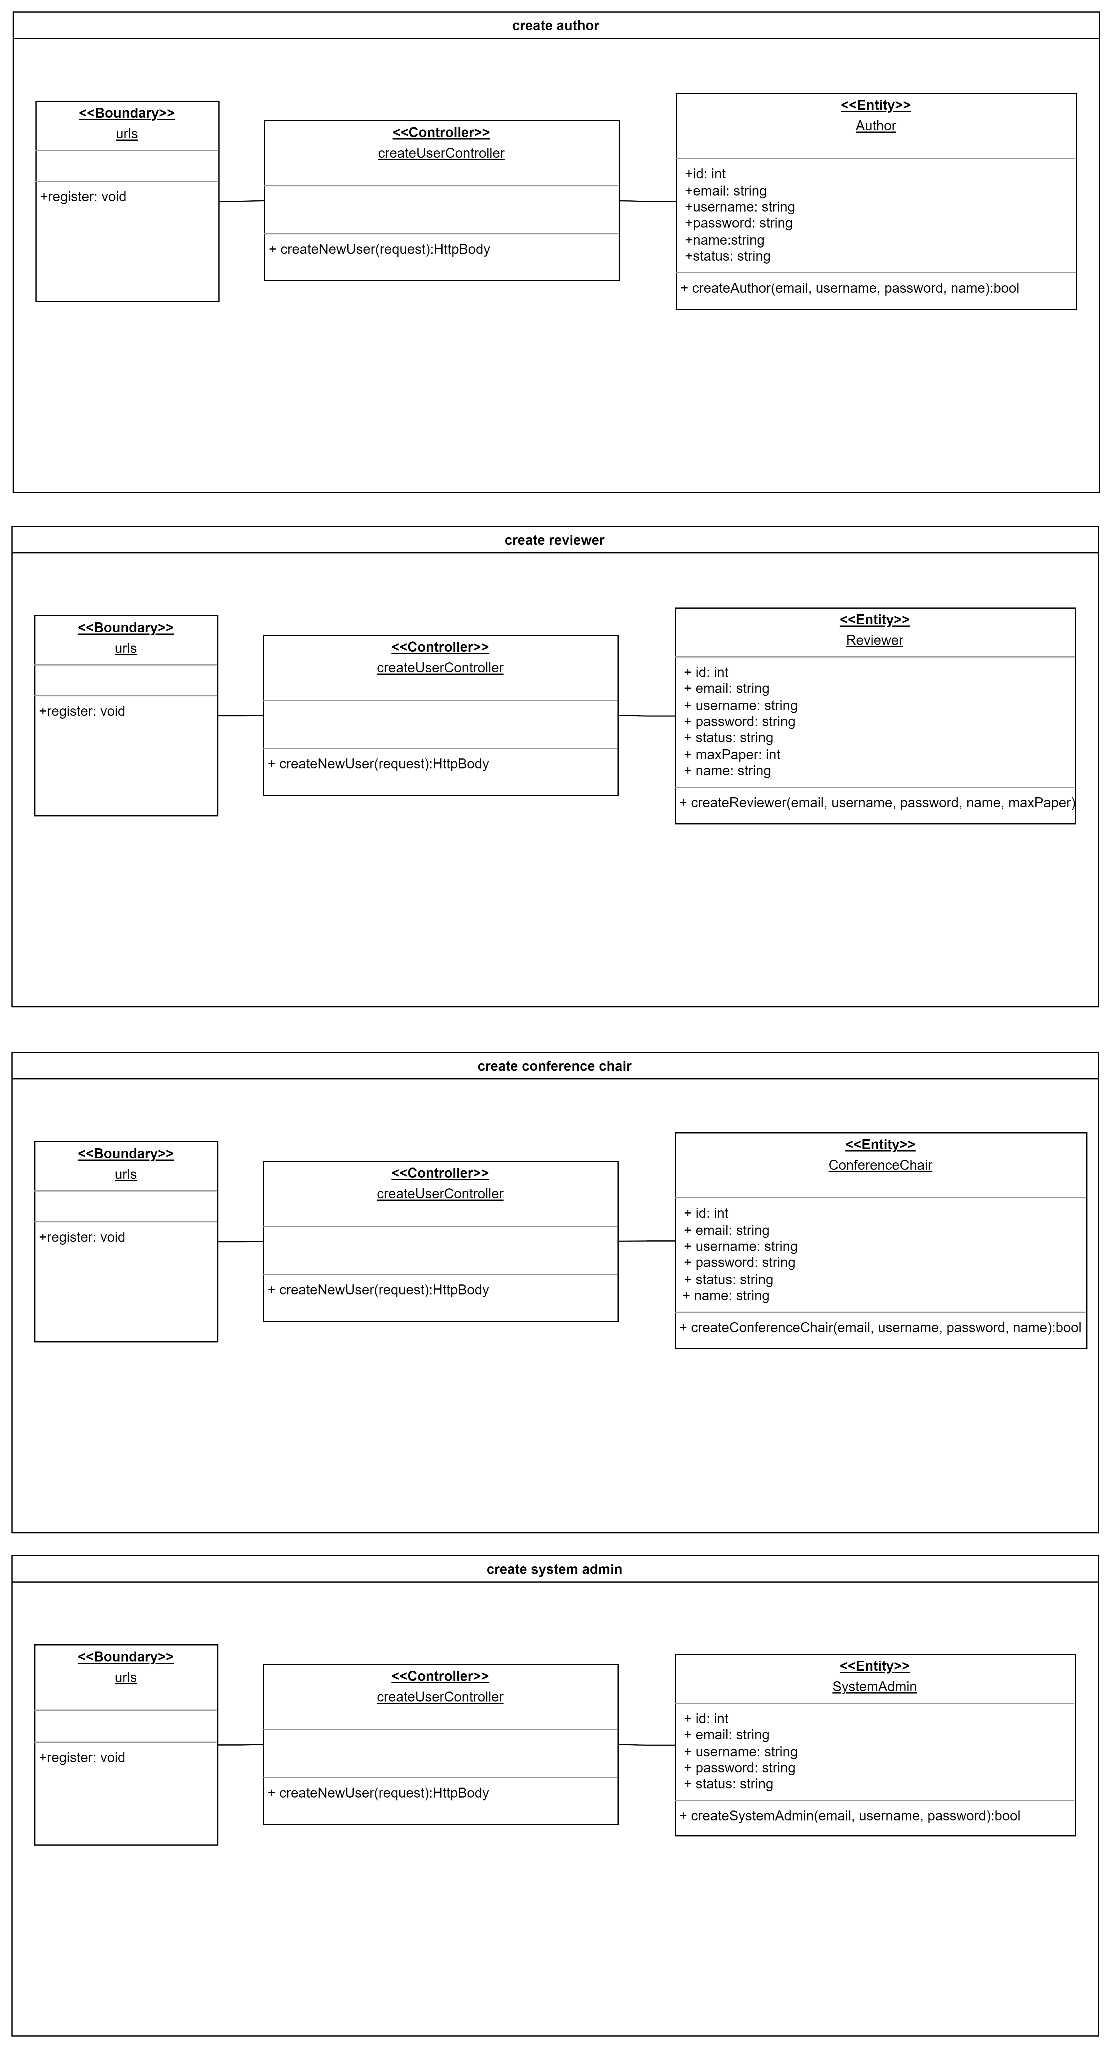 create author
<<Boundary>>
urls
+register: void
<<Controller>>
createUserController
+ createNewUser(request):HttpBody
<<Entity>>
Author
+id: int
+email: string
+username: string
+password: string
+name:string
+status: string
+ createAuthor(email, username, password, name):bool
create reviewer
<<Boundary>>
urls
+register: void
<<Controller>>
createUserController
+ createNewUser(request):HttpBody
<<Entity>>
Reviewer
+ id: int
+ email: string
+ username: string
+ password: string
+ status: string
+ maxPaper: int
+ name: string
+ createReviewer(email, username, password, name, maxPaper)
create conference chair
<<Boundary>>
urls
+register: void
<<Controller>>
createUserController
+ createNewUser(request):HttpBody
<<Entity>>
ConferenceChair
+ id: int
+ email: string
+ username: string
+ password: string
+ status: string
+ name: string
+ createConferenceChair(email, username, password, name):bool
create system admin
<<Boundary>>
urls
+register: void
<<Controller>>
createUserController
+ createNewUser(request):HttpBody
<<Entity>>
SystemAdmin
+ id: int
+ email: string
+ username: string
+ password: string
+ status: string
+ createSystemAdmin(email, username, password):bool